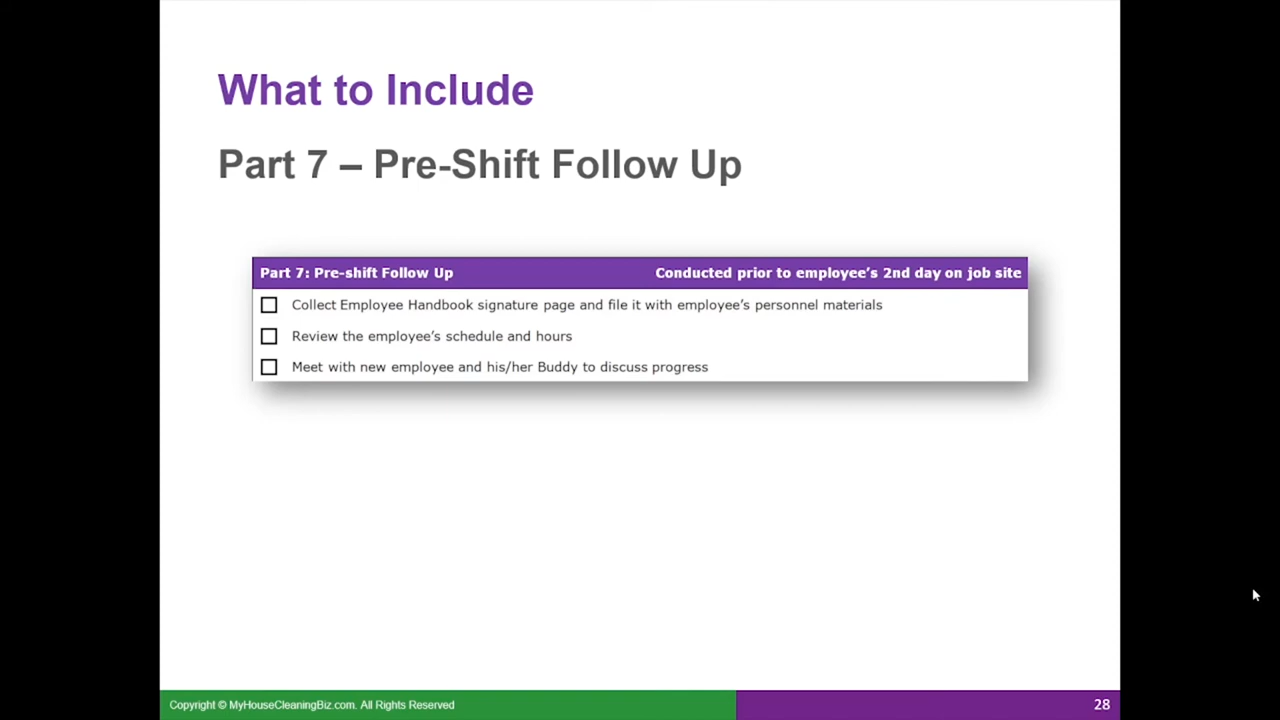 What to Include
Part 7 – Pre-Shift Follow Up
Part 7: Pre-shift Follow Up Conducted prior to employee's 2nd day on job site
Collect Employee Handbook signature page and file it with employee's personnel materials
Review the employee's schedule and hours
Meet with new employee and his/her Buddy to discuss progress
Copyright © MyHouseCleaningBiz.com. All Rights Reserved 28